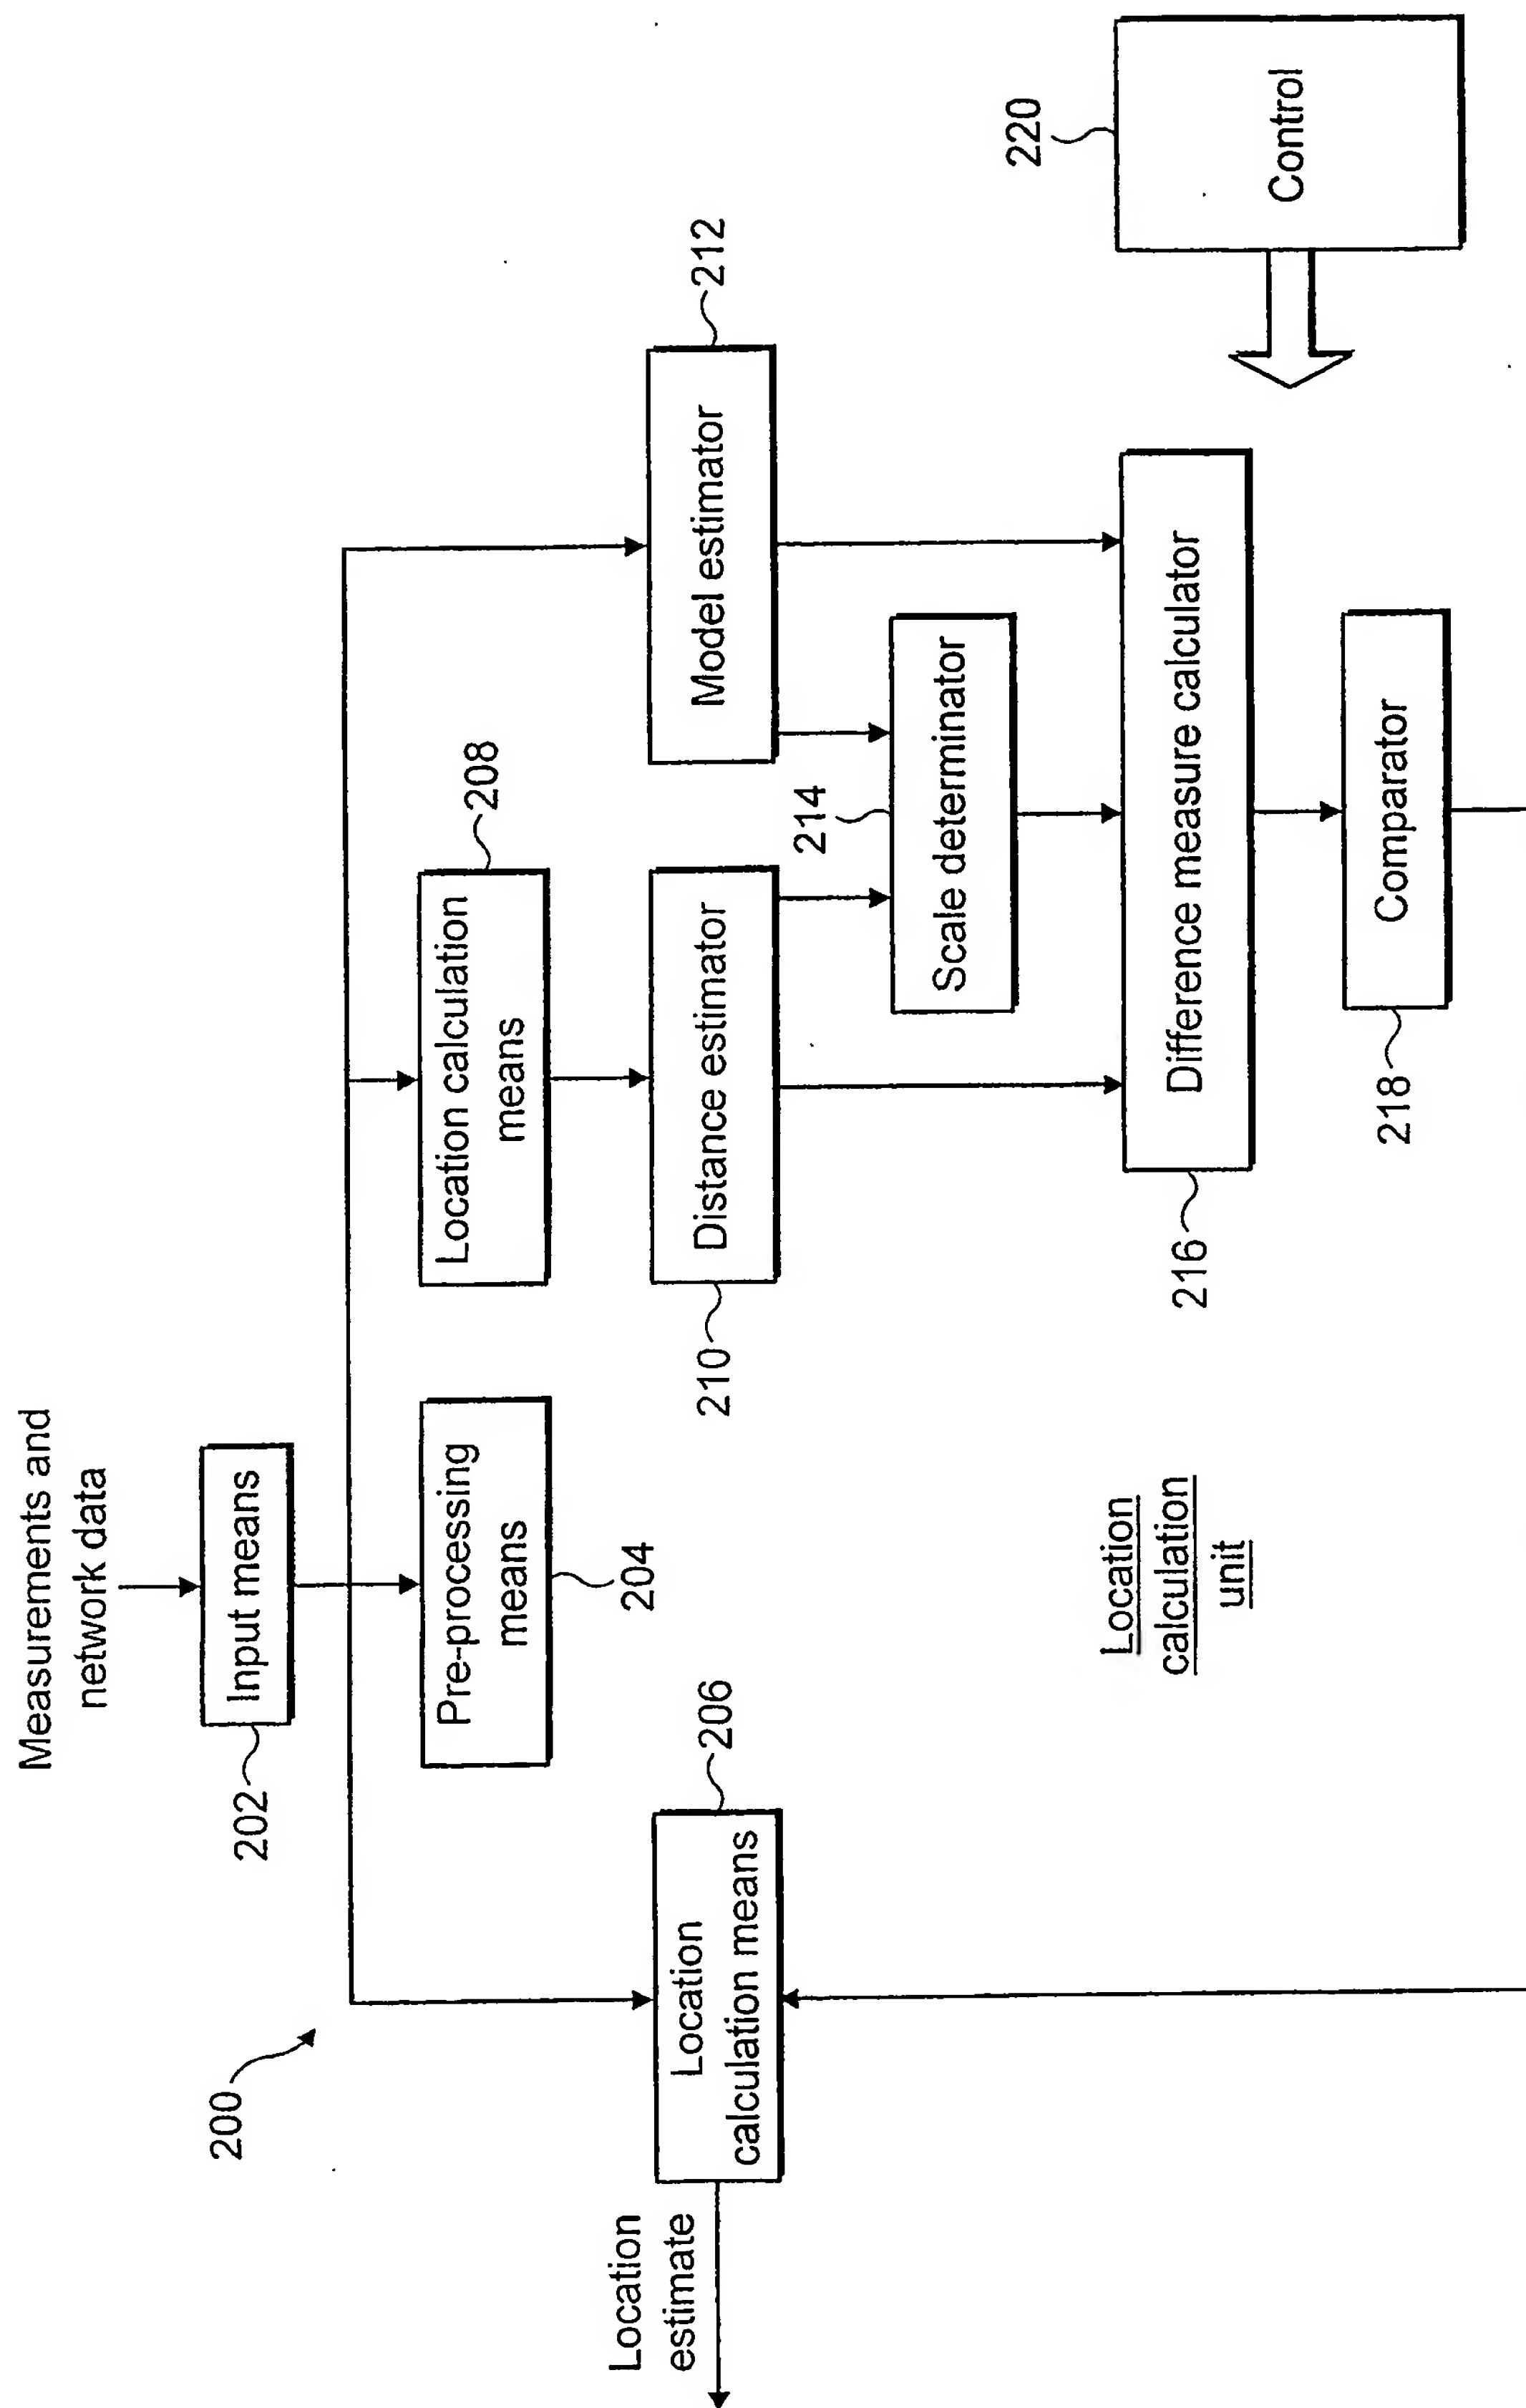 Measurements and
network data
Input means
202
200
Pre-processing
means
204
Location calculation
means
208
Location
calculation means
206
Location
estimate
Distance estimator
210
Model estimator
212
Scale determinator
214
Difference measure calculator
216
Comparator
218
Control
220
Location
calculation
unit